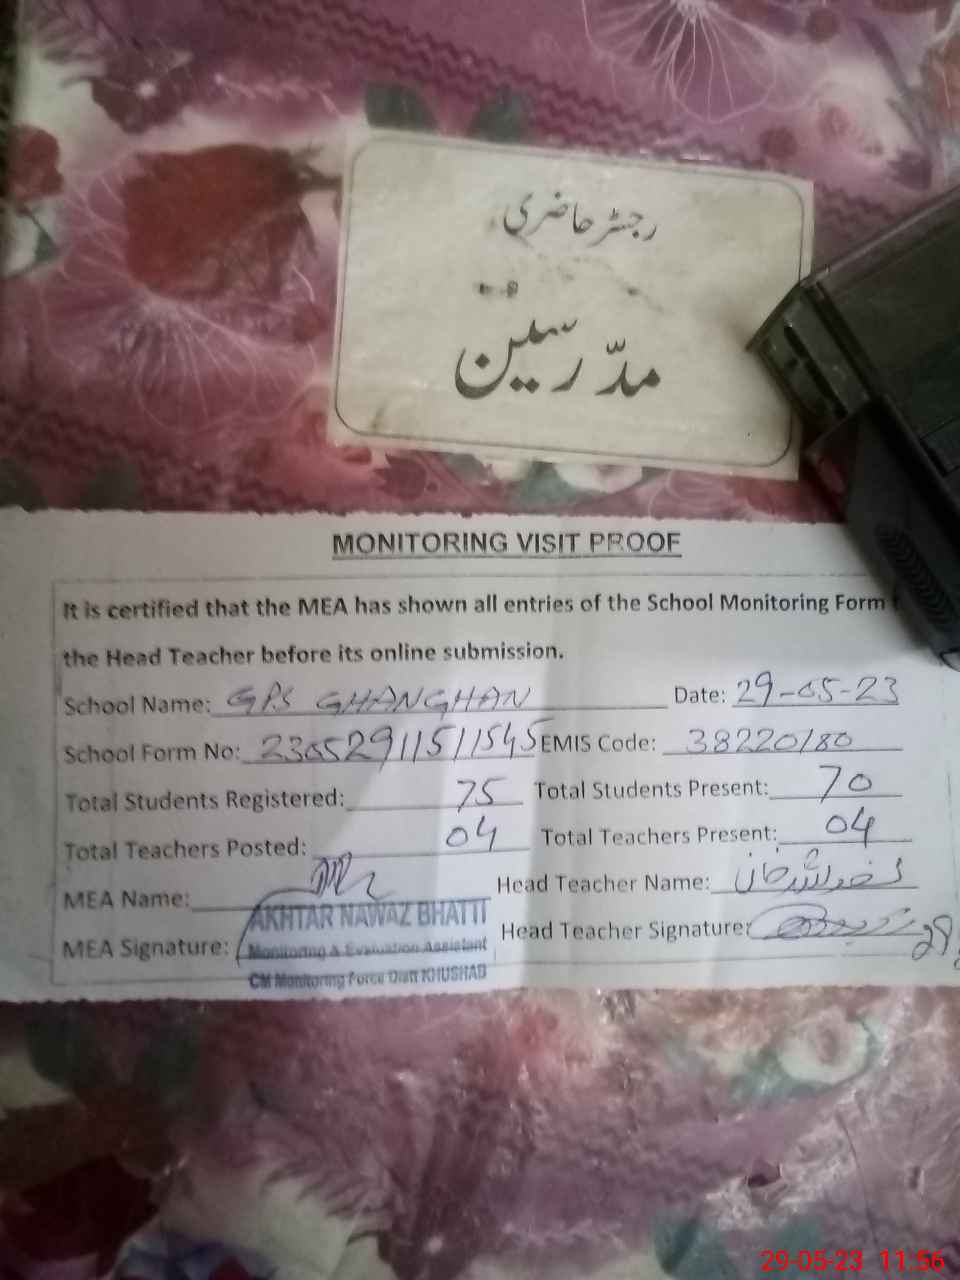 رجسٹر حاضری
مدّرسّین
MONITORING VISIT PROOF
It is certified that the MEA has shown all entries of the School Monitoring Form
the Head Teacher before its online submission.
School Name: GPS GHANGHAN Date: 29-05-23
School Form No: 23052911511545 EMIS Code: 38220180
Total Students Registered: 75 Total Students Present: 70
Total Teachers Posted: 04 Total Teachers Present: 04
MEA Name: Head Teacher Name:
AKHTAR NAWAZ BHATTI
MEA Signature: Head Teacher Signature:
Monitoring & Evaluation Assistant
CM Monitoring Force Distt KHUSHAB
29-05-23 11:56